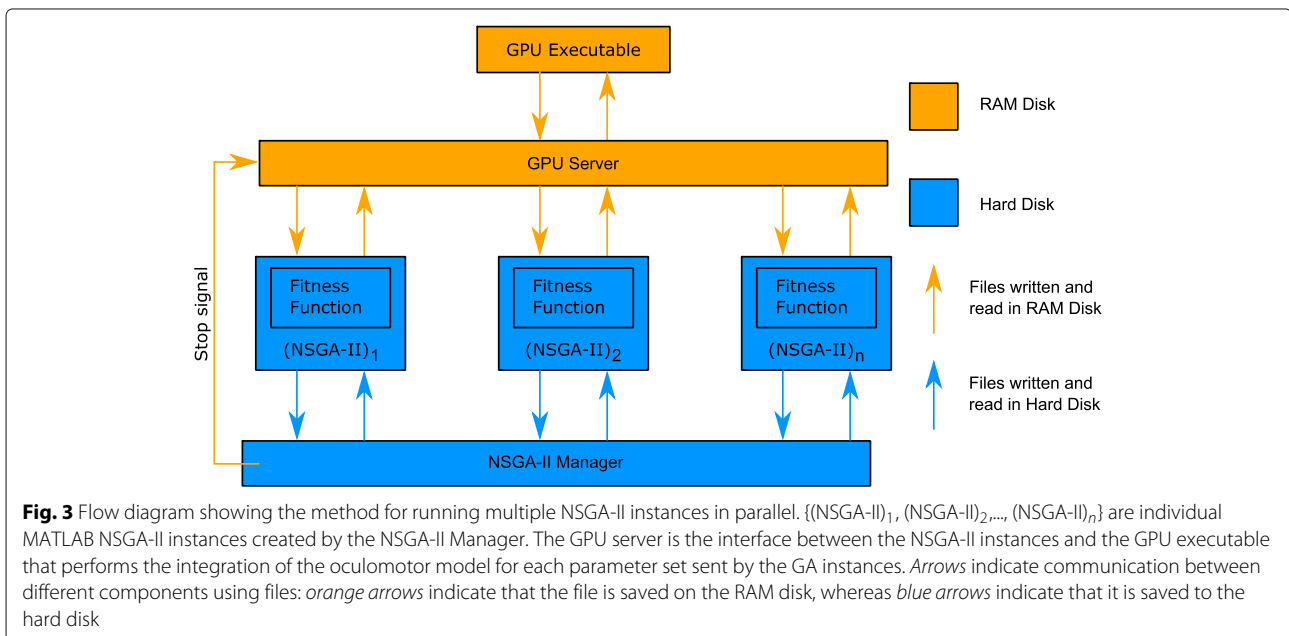 GPU Executable
RAM Disk
GPU Server
Hard Disk
Stop signal
Fitness
Function
(NSGA-II)1
Fitness
Function
(NSGA-II)2
Fitness
Function
(NSGA-II)n
Files written and
read in RAM Disk
Files written and
read in Hard Disk
NSGA-II Manager
Fig. 3 Flow diagram showing the method for running multiple NSGA-II instances in parallel. {(NSGA-II)1, (NSGA-II)2,..., (NSGA-II)n} are individual
MATLAB NSGA-II instances created by the NSGA-II Manager. The GPU server is the interface between the NSGA-II instances and the GPU executable
that performs the integration of the oculomotor model for each parameter set sent by the GA instances. Arrows indicate communication between
different components using files: orange arrows indicate that the file is saved on the RAM disk, whereas blue arrows indicate that it is saved to the
hard disk